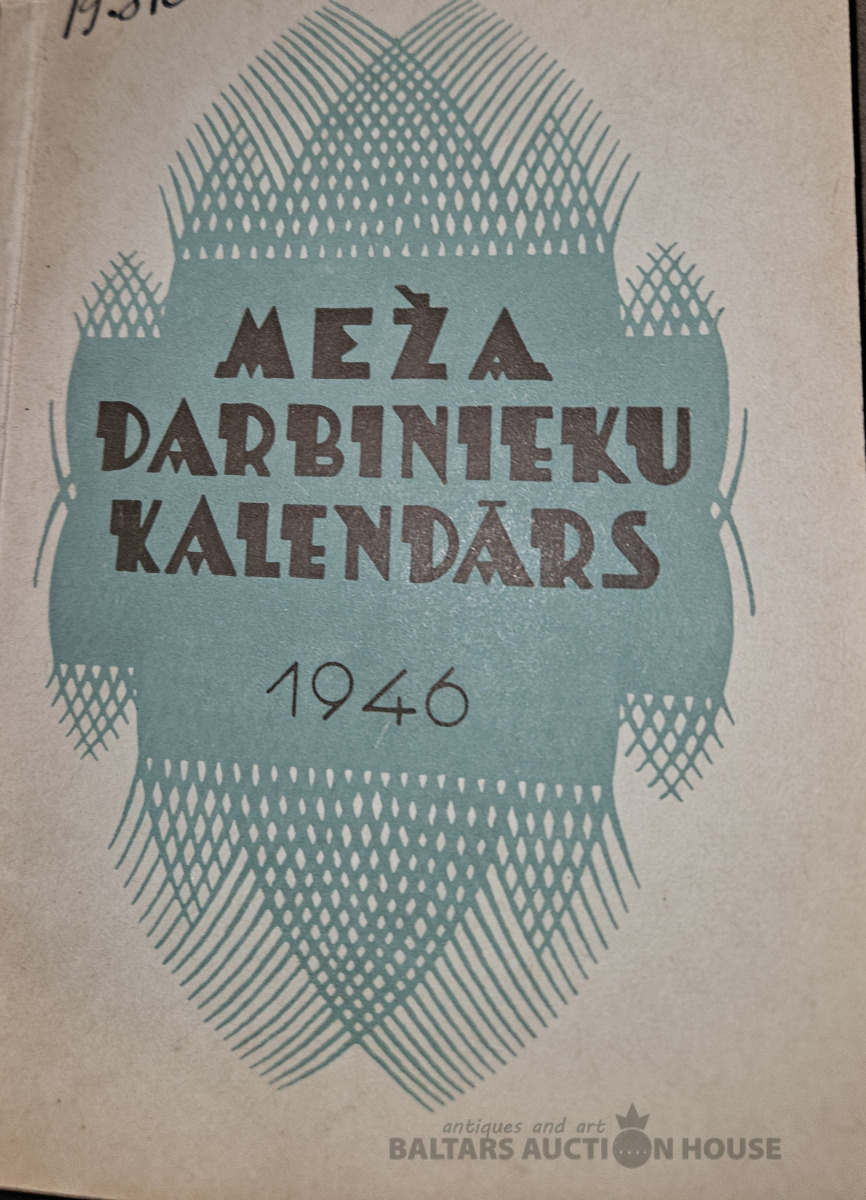 MEŽA
DARBINIEKU
KALENDĀRS
1946
antiques and art
BALTARS AUCTION HOUSE